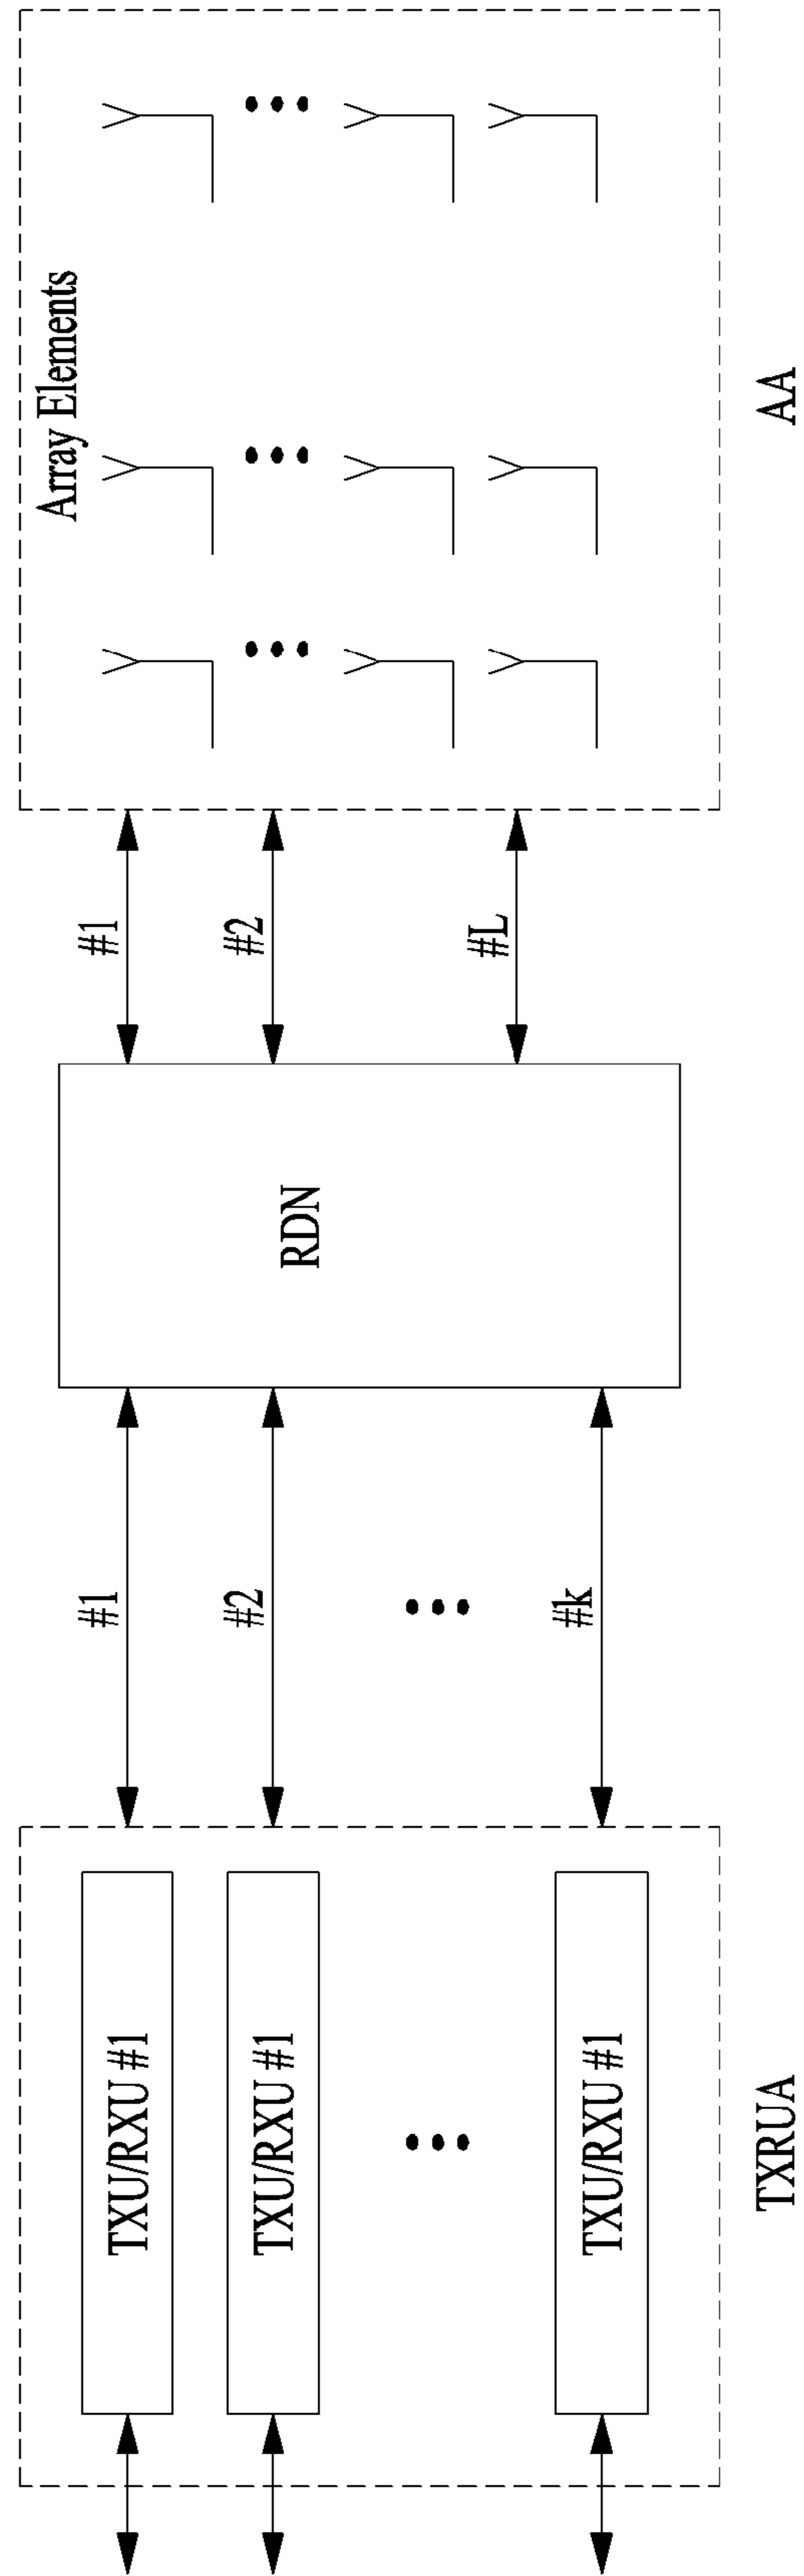 TXU/RXU #1
TXU/RXU #1
TXU/RXU #1
TXRUA
#1
#2
#k
RDN
#1
#2
#L
Array Elements
AA